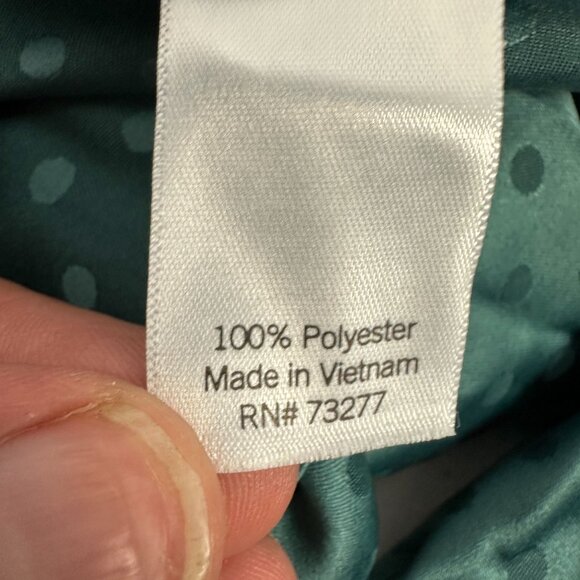 100% Polyester
Made in Vietnam
RN# 73277